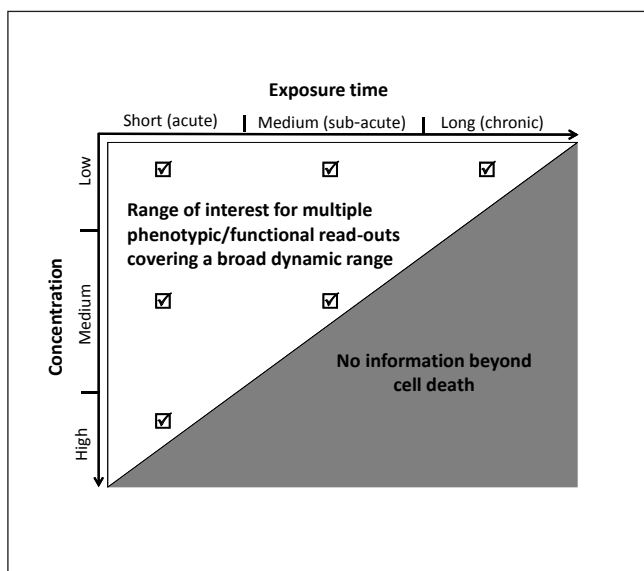 Exposure time
Short (acute) Medium (sub-acute) Long (chronic)
Concentration
Low
Medium
High
Range of interest for multiple
phenotypic/functional read-outs
covering a broad dynamic range
No information beyond
cell death